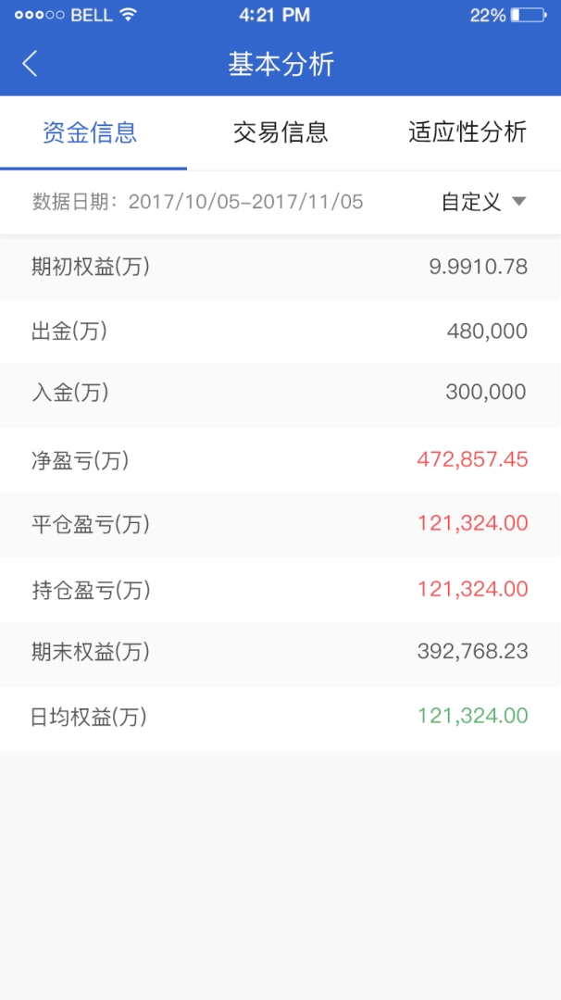 BELL 4:21 PM 22%
基本分析
资金信息 交易信息 适应性分析
数据日期：2017/10/05-2017/11/05 自定义
期初权益(万) 9.9910.78
出金(万) 480,000
入金(万) 300,000
净盈亏(万) 472,857.45
平仓盈亏(万) 121,324.00
持仓盈亏(万) 121,324.00
期末权益(万) 392,768.23
日均权益(万) 121,324.00